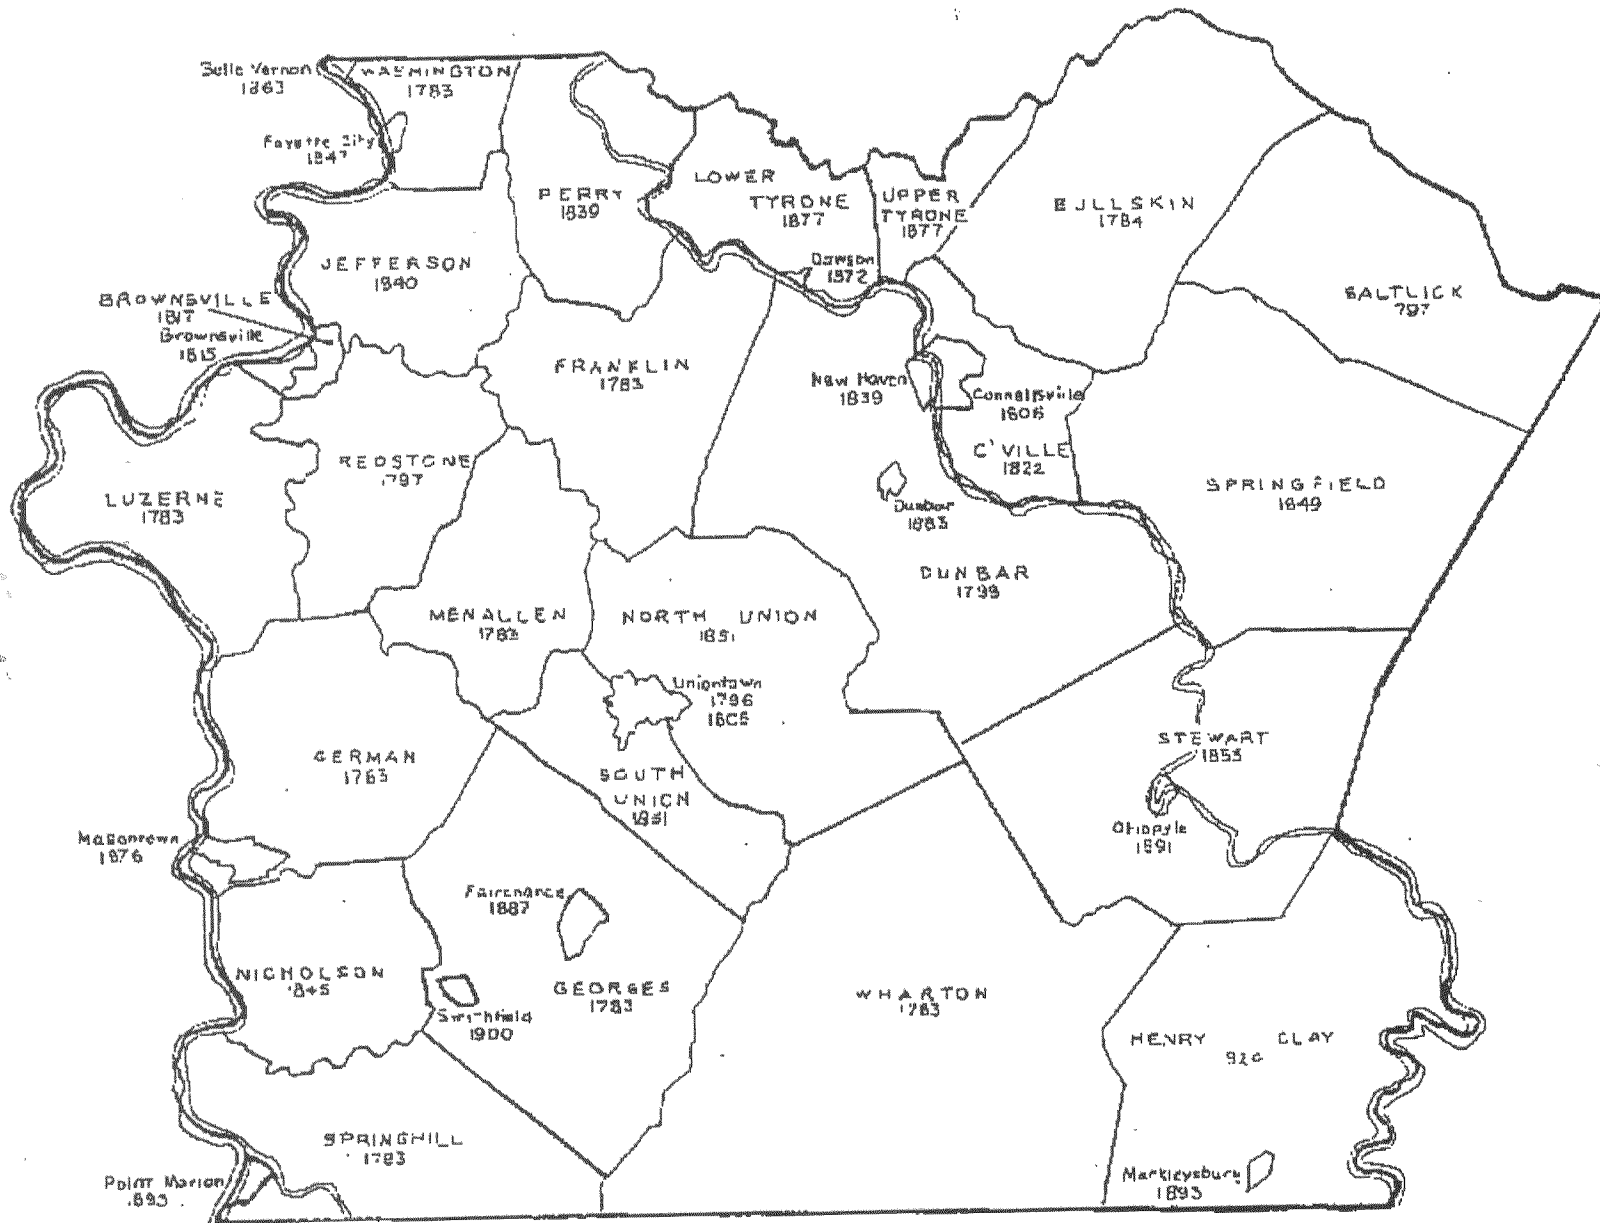 Belle Vernon
1863
WASHINGTON
1783
Fayette City
184
PERRY
1839
LOWER
TYRONE
1877
UPPER
TYRONE
1877
BULLSKIN
1784
JEFFERSON
1840
Dawson
1872
SALTLICK
797
BROWNSVILLE
1817
Brownsville
1815
FRANKLIN
1783
New Haven
1839
Connellsville
1806
C'VILLE
1822
REDSTONE
1797
LUZERNE
1783
Dunbar
1883
SPRINGFIELD
1849
DUNBAR
1798
MENALLEN
1783
NORTH UNION
1851
Uniontown
1796
1805
GERMAN
1783
SOUTH
UNION
1851
STEWART
1853
Masontown
1876
Ohiopyle
1891
Fairchance
1887
NICHOLSON
1845
GEORGES
1783
Smithfield
1900
WHARTON
1783
HENRY CLAY
SPRINGHILL
1783
Point Marion
1893
Markleysburg
1893